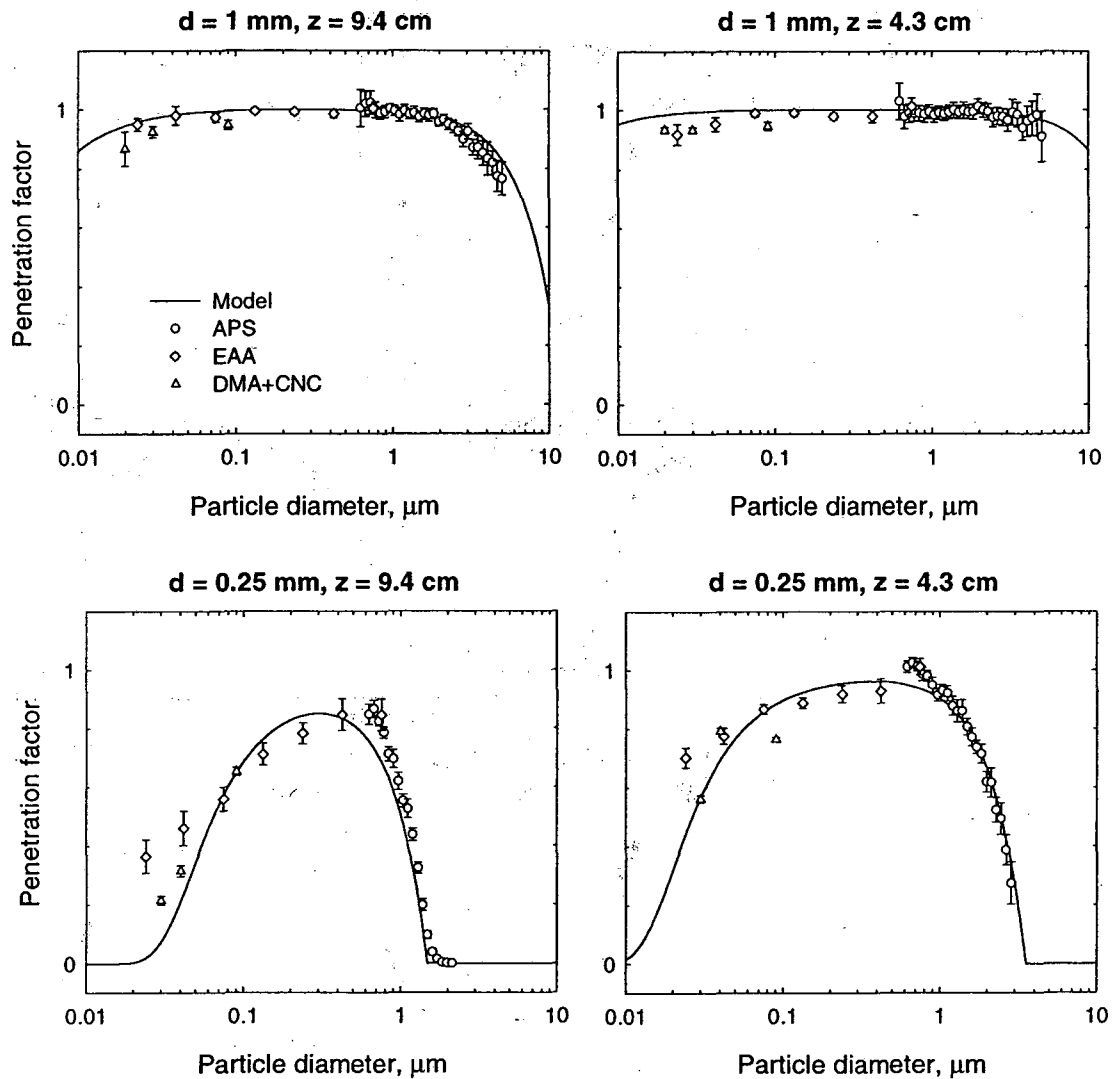 d = 1 mm, z = 9.4 cm
d = 1 mm, z = 4.3 cm
Penetration factor
1
0
Model
APS
EAA
DMA+CNC
0.01
0.1
1
10
Particle diameter, μm
1
0
0.01
0.1
1
10
Particle diameter, μm
d = 0.25 mm, z = 9.4 cm
d = 0.25 mm, z = 4.3 cm
Penetration factor
1
0
0.01
0.1
1
10
Particle diameter, μm
1
0
0.01
0.1
1
10
Particle diameter, μm